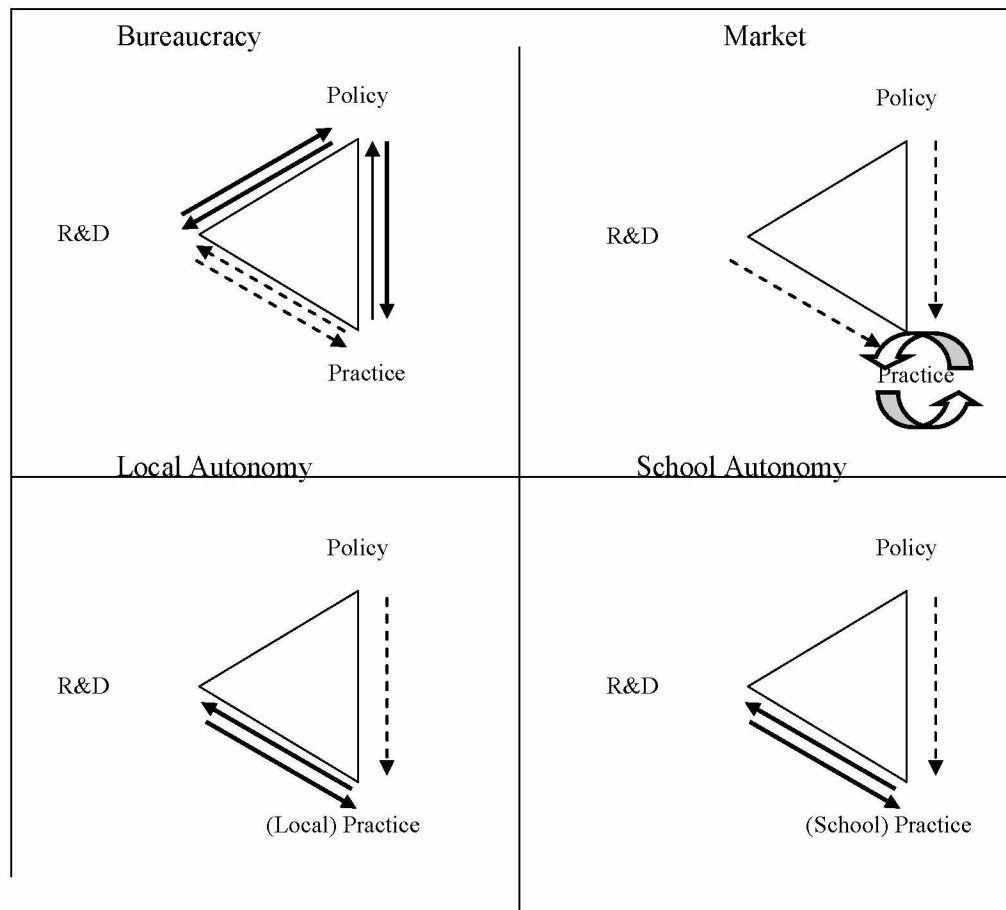 Bureaucracy
Policy
R&D
Practice
Market
Policy
R&D
Practice
Local Autonomy
Policy
R&D
(Local) Practice
School Autonomy
Policy
R&D
(School) Practice